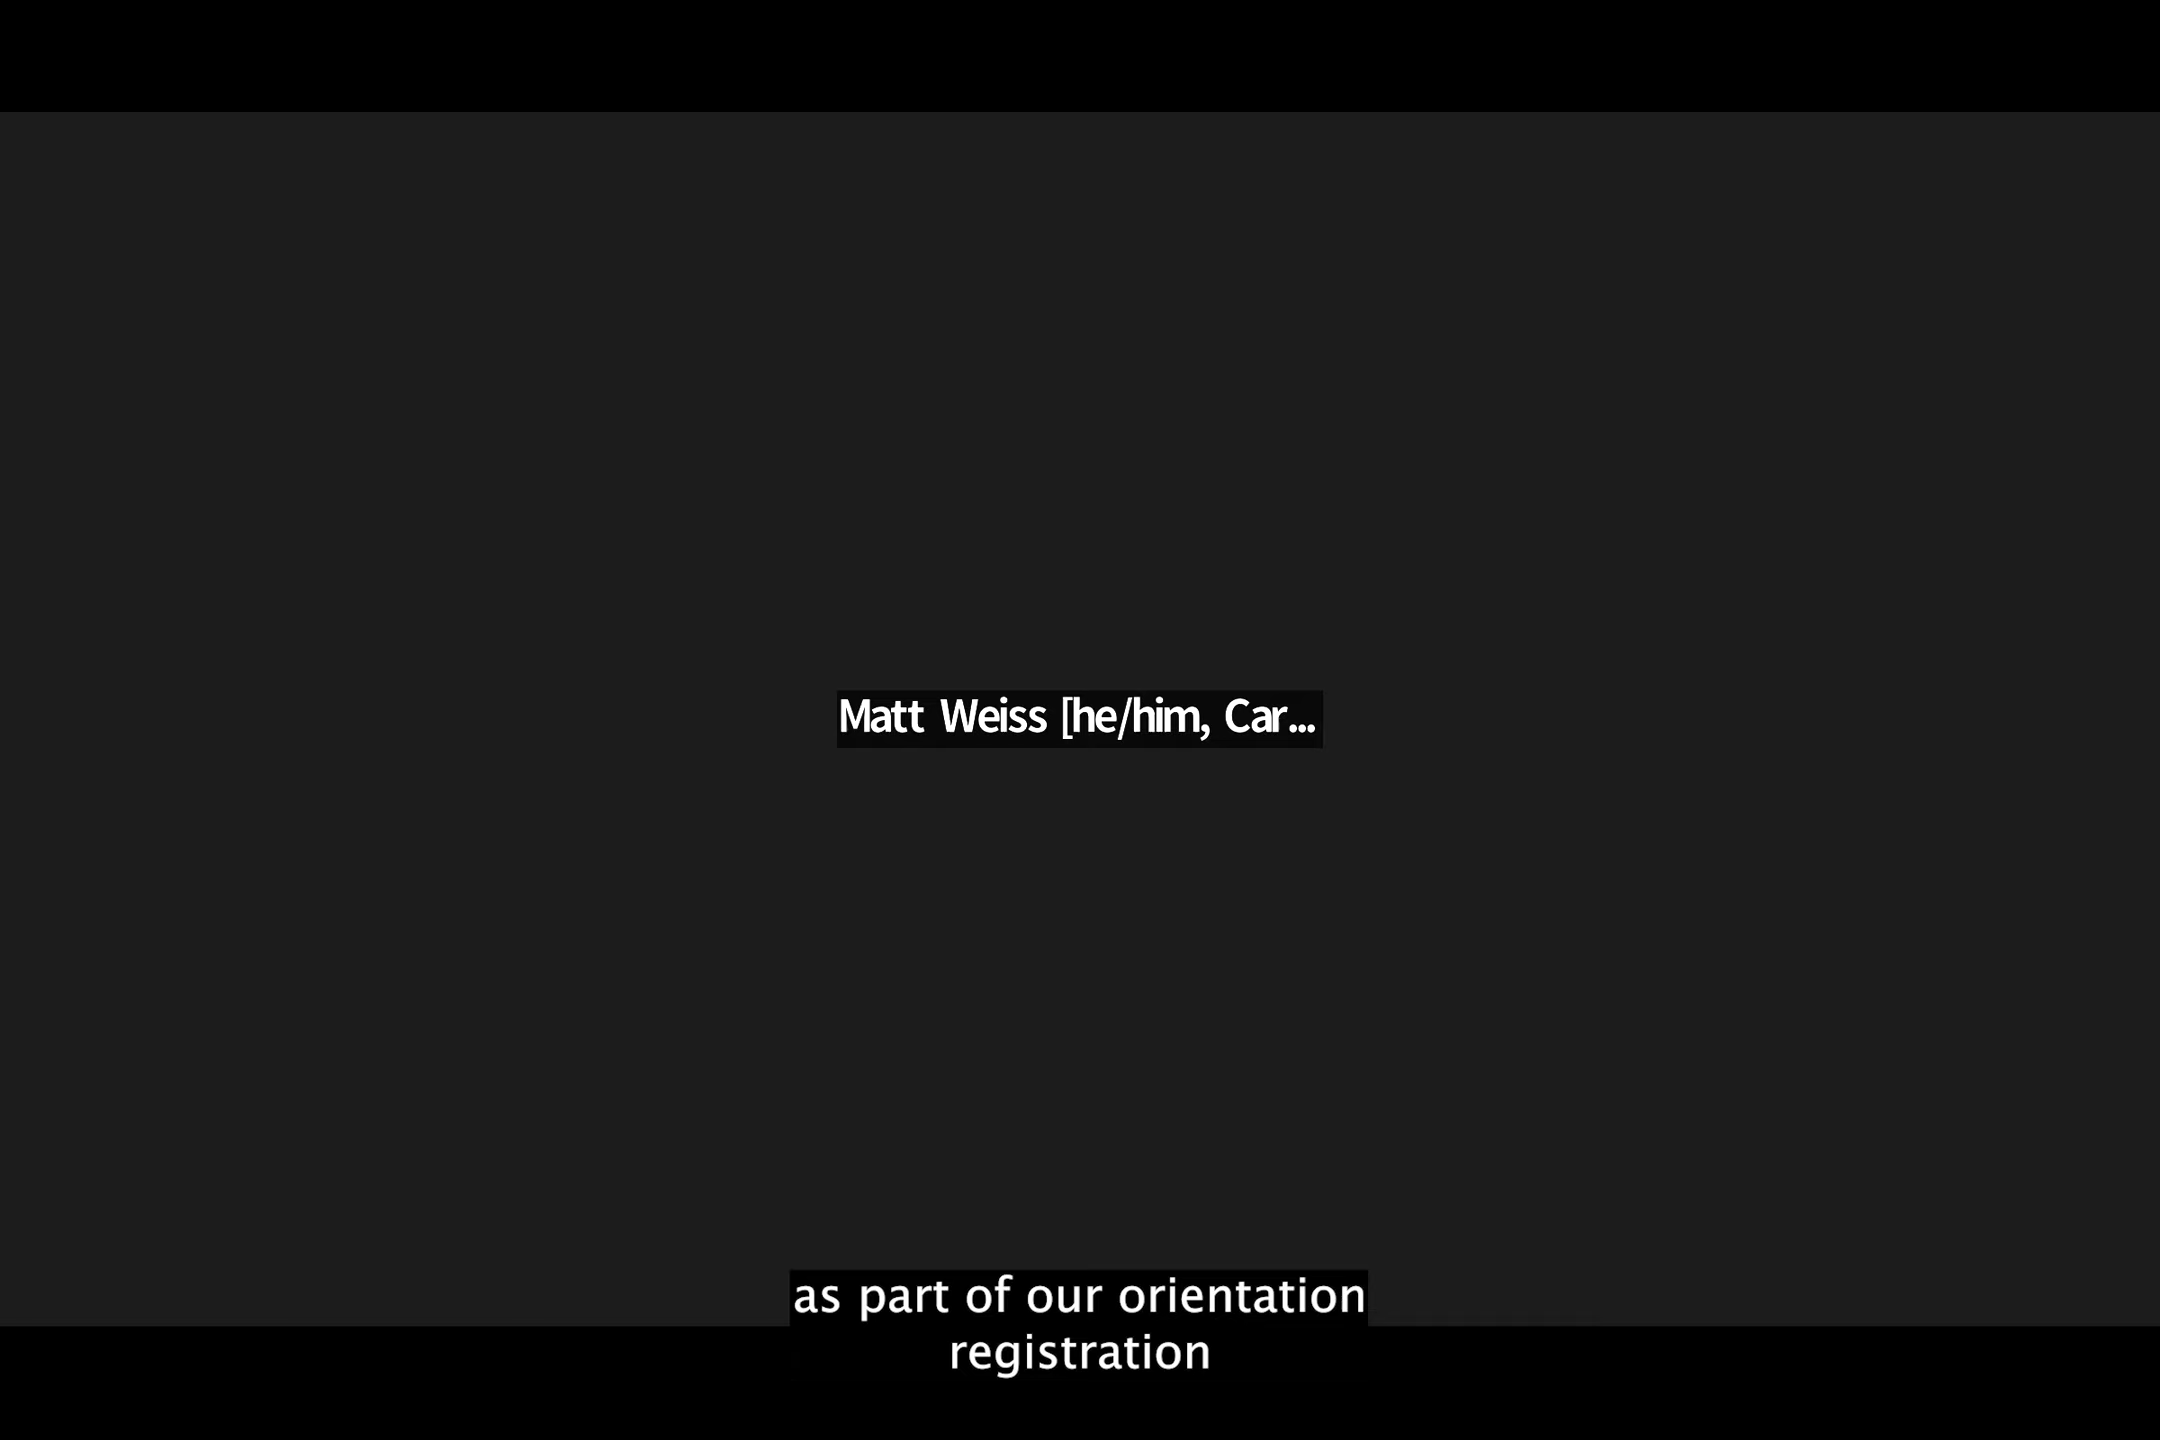 Matt Weiss [he/him, Car...
as part of our orientation
registration